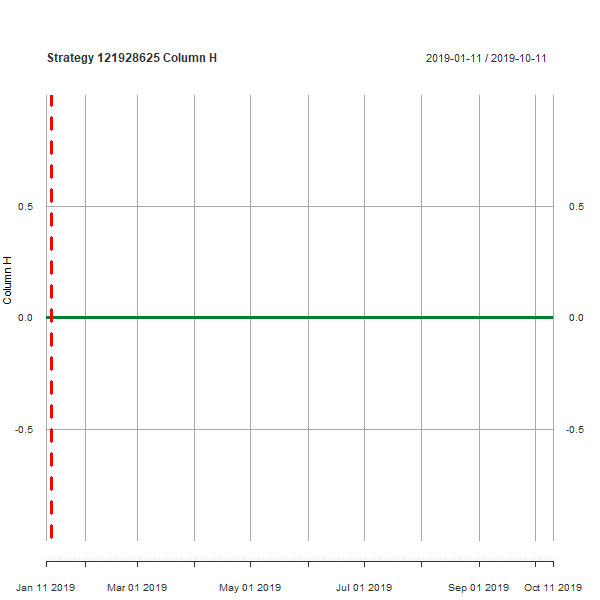 Strategy 121928625 Column H
2019-01-11 / 2019-10-11
0.5
0.5
Column H
0.0
0.0
-0.5
-0.5
Jan 11 2019
Mar 01 2019
May 01 2019
Jul 01 2019
Sep 01 2019
Oct 11 2019